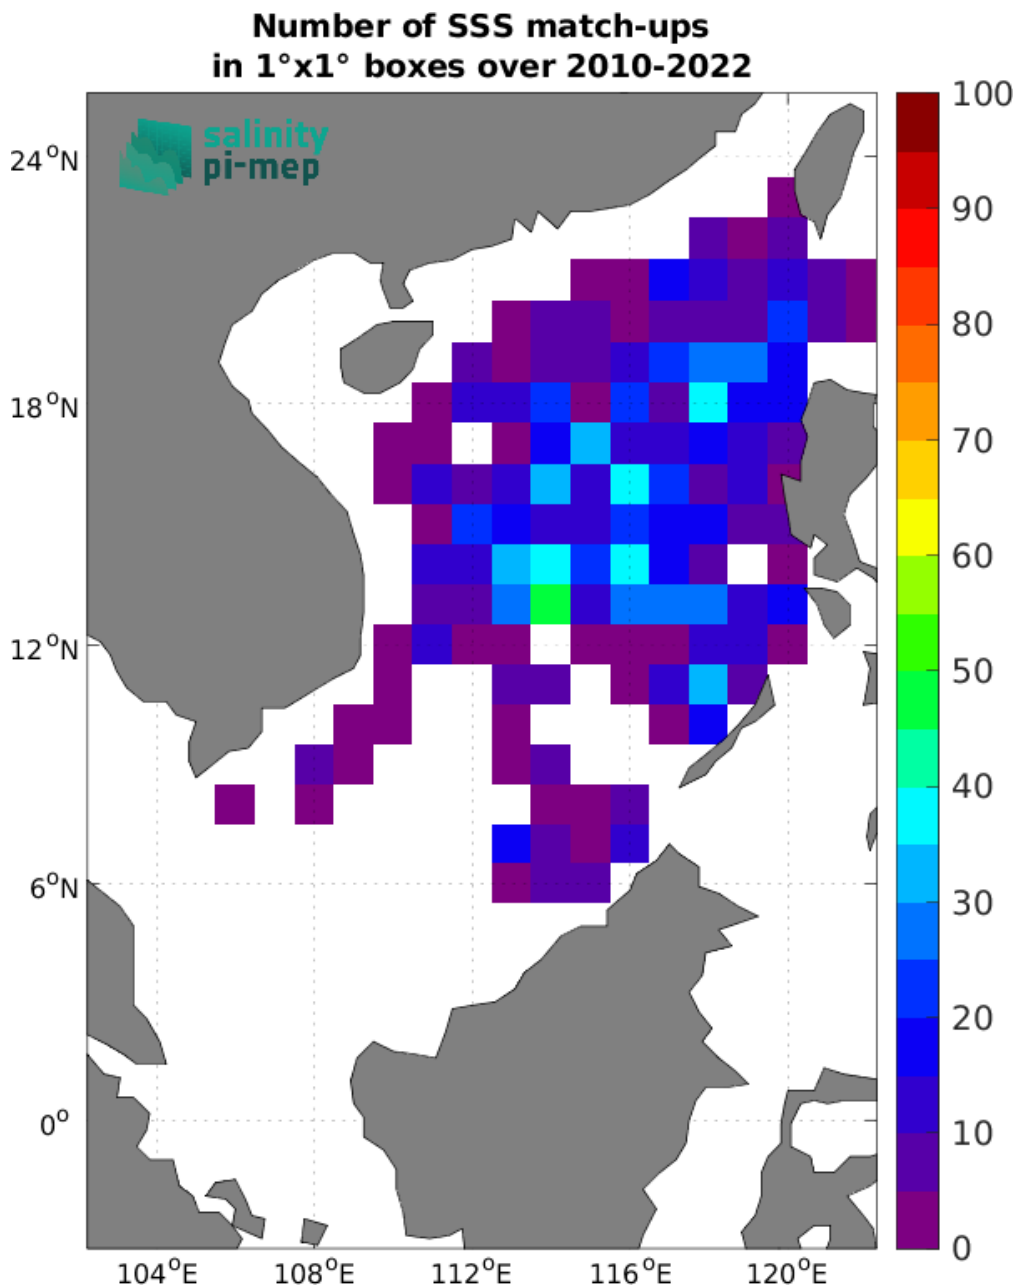 Number of SSS match-ups
in 1°x1° boxes over 2010-2022
salinity
pi-mep
24°N
18°N
12°N
6°N
0°
104°E
108°E
112°E
116°E
120°E
100
90
80
70
60
50
40
30
20
10
0